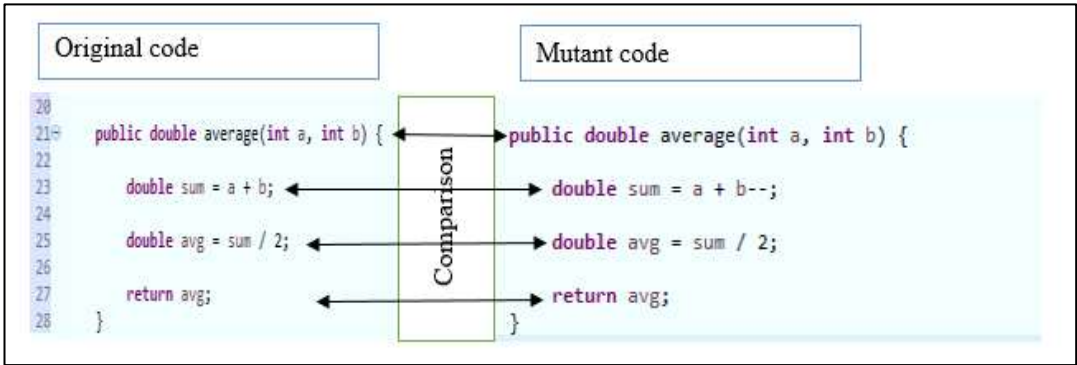 Original code
Mutant code
20
21 public double average(int a, int b) {
22
23 double sum = a + b;
24
25 double avg = sum / 2;
26
27 return avg;
28 }
Comparison
public double average(int a, int b) {
double sum = a + b--;
double avg = sum / 2;
return avg;
}